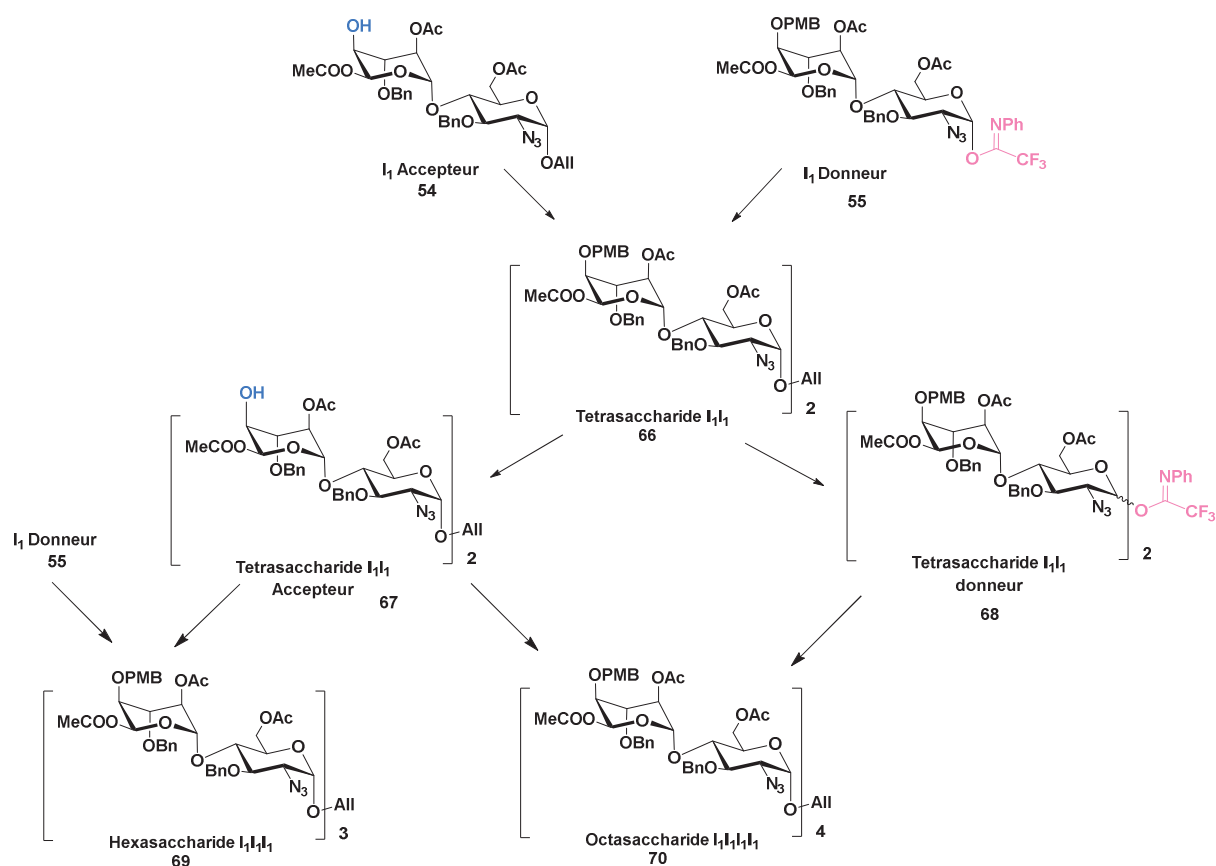 OH
OAc
MeCOO
O
OBn
OAc
O
O
BnO
N₃
OAll
I₁ Accepteur
54
OPMB
OAc
MeCOO
O
OBn
OAc
O
O
BnO
N₃
O
NPh
CF₃
I₁ Donneur
55
OPMB
OAc
MeCOO
O
OBn
OAc
O
O
BnO
N₃
O
All
2
Tetrasaccharide I₁I₁
66
OH
OAc
MeCOO
O
OBn
OAc
O
O
BnO
N₃
O
All
2
Tetrasaccharide I₁I₁
Accepteur
67
OPMB
OAc
MeCOO
O
OBn
OAc
O
O
BnO
N₃
O
NPh
CF₃
2
Tetrasaccharide I₁I₁
donneur
68
I₁ Donneur
55
OPMB
OAc
MeCOO
O
OBn
OAc
O
O
BnO
N₃
O
All
3
Hexasaccharide I₁I₁I₁
69
OPMB
OAc
MeCOO
O
OBn
OAc
O
O
BnO
N₃
O
All
4
Octasaccharide I₁I₁I₁I₁
70